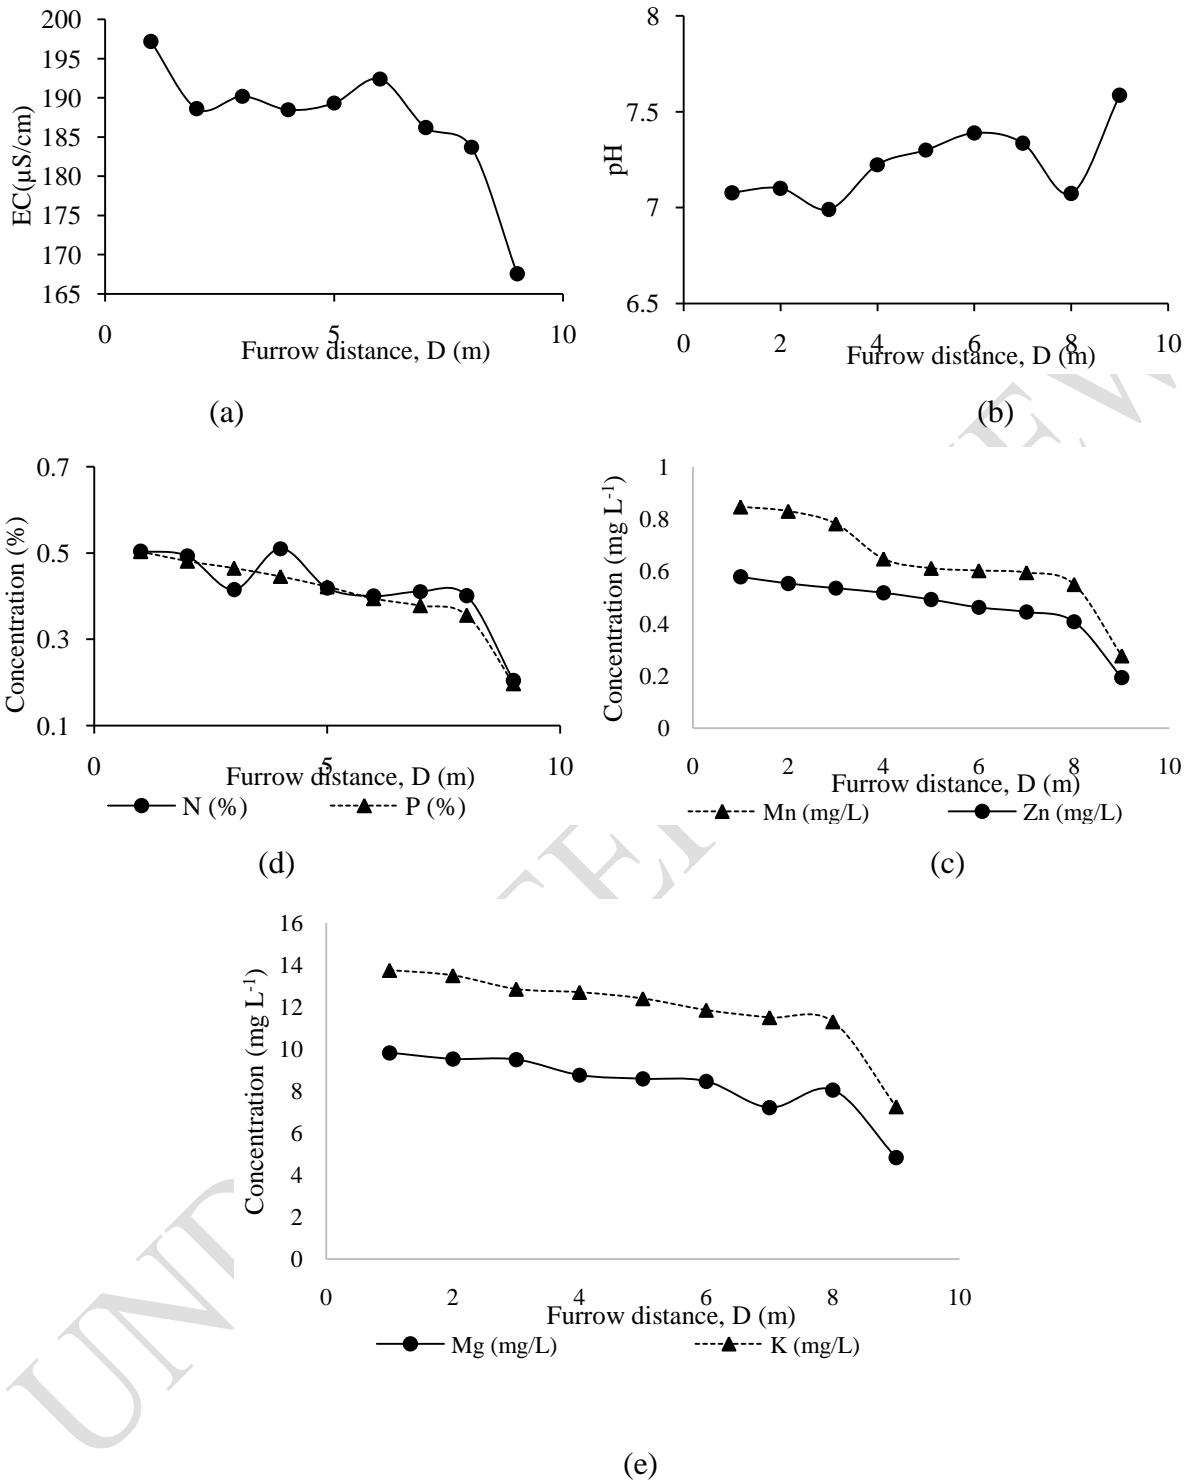 200
195
190
185
180
175
170
165
EC(µS/cm)
0
5
10
Furrow distance, D (m)
(a)
8
7.5
7
6.5
pH
0
2
4
6
8
10
Furrow distance, D (m)
(b)
0.7
0.5
0.3
0.1
Concentration (%)
0
5
10
Furrow distance, D (m)
N (%)
P (%)
(d)
1
0.8
0.6
0.4
0.2
0
Concentration (mg L-1)
0
2
4
6
8
10
Furrow distance, D (m)
Mn (mg/L)
Zn (mg/L)
(c)
16
14
12
10
8
6
4
2
0
Concentration (mg L-1)
0
2
4
6
8
10
Furrow distance, D (m)
Mg (mg/L)
K (mg/L)
(e)